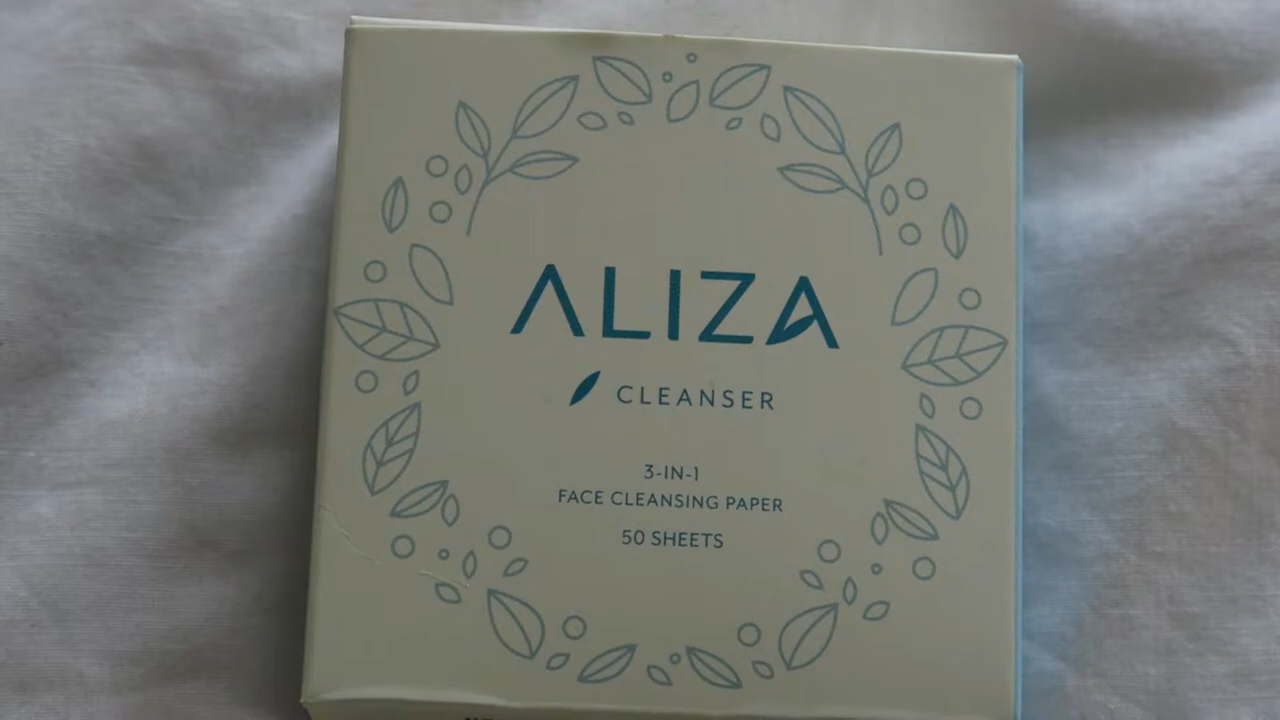 ALIZA
CLEANSER
3-IN-1
FACE CLEANSING PAPER
50 SHEETS